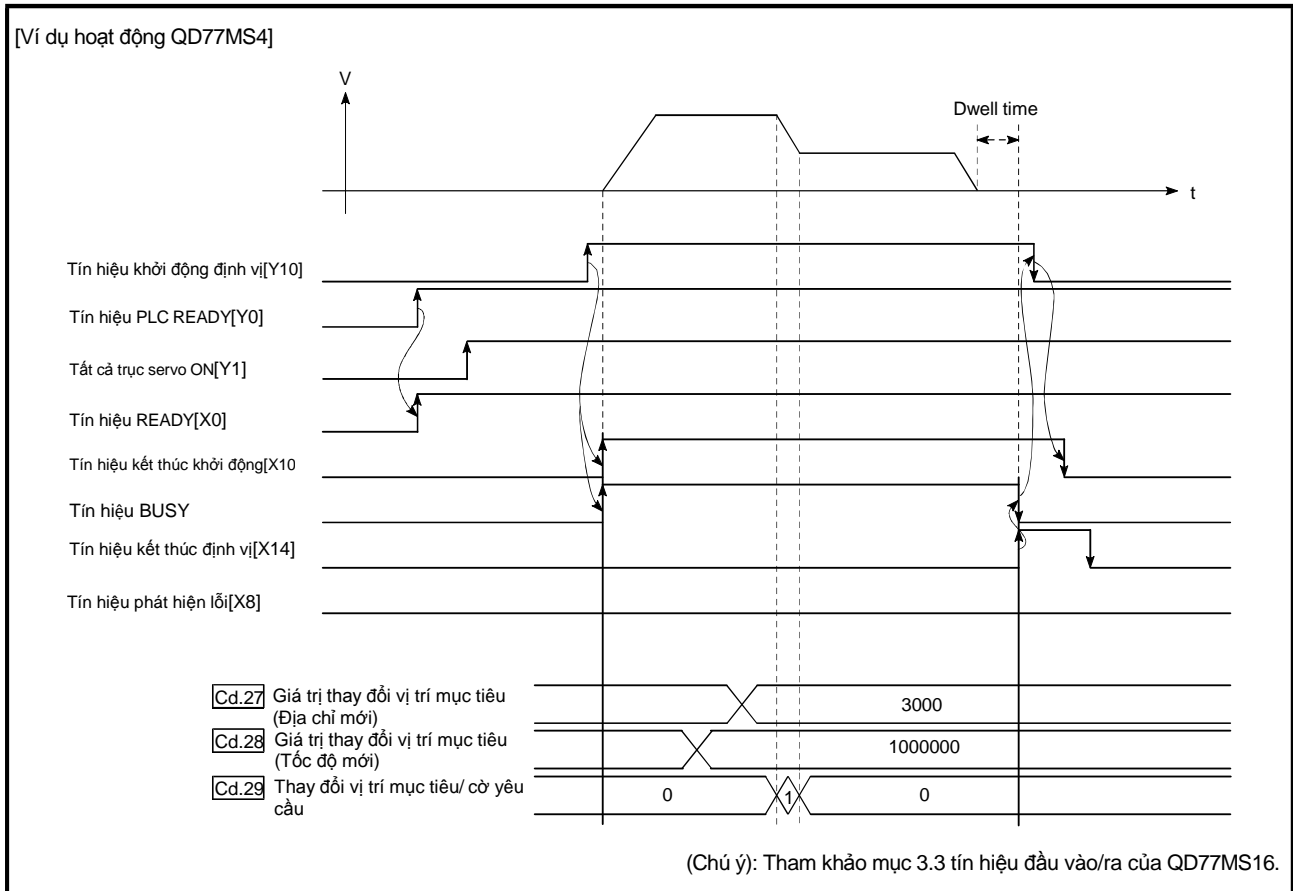 [Ví dụ hoạt động QD77MS4]
V
Dwell time
t
Tín hiệu khởi động định vị[Y10]
Tín hiệu PLC READY[Y0]
Tất cả trục servo ON[Y1]
Tín hiệu READY[X0]
Tín hiệu kết thúc khởi động[X10
Tín hiệu BUSY
Tín hiệu kết thúc định vị[X14]
Tín hiệu phát hiện lỗi[X8]
Cd.27 Giá trị thay đổi vị trí mục tiêu
(Địa chỉ mới)
3000
Cd.28 Giá trị thay đổi vị trí mục tiêu
(Tốc độ mới)
1000000
Cd.29 Thay đổi vị trí mục tiêu/ cờ yêu
cầu
0 1 0
(Chú ý): Tham khảo mục 3.3 tín hiệu đầu vào/ra của QD77MS16.